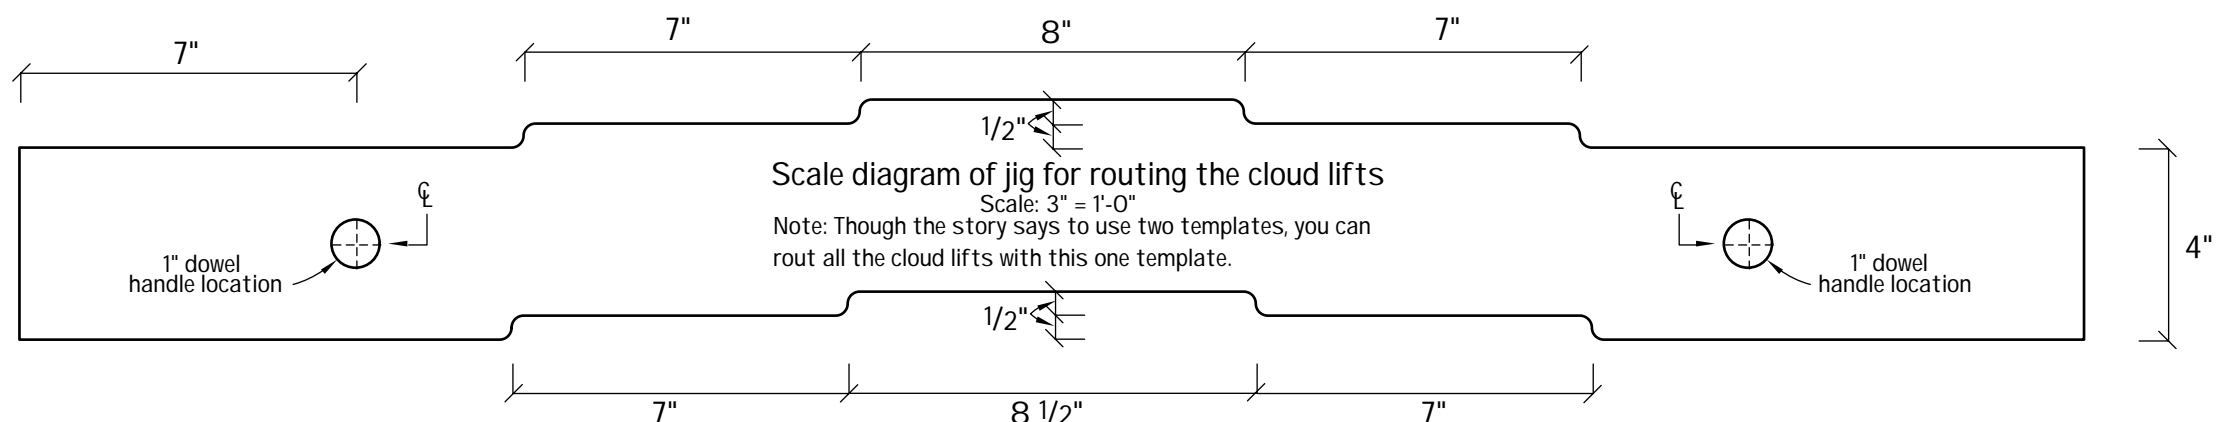 7"
7"
8"
7"
1/2"
Scale diagram of jig for routing the cloud lifts
Scale: 3" = 1'-0"
Note: Though the story says to use two templates, you can
rout all the cloud lifts with this one template.
℄
1" dowel
handle location
℄
1" dowel
handle location
4"
1/2"
7"
8 1/2"
7"